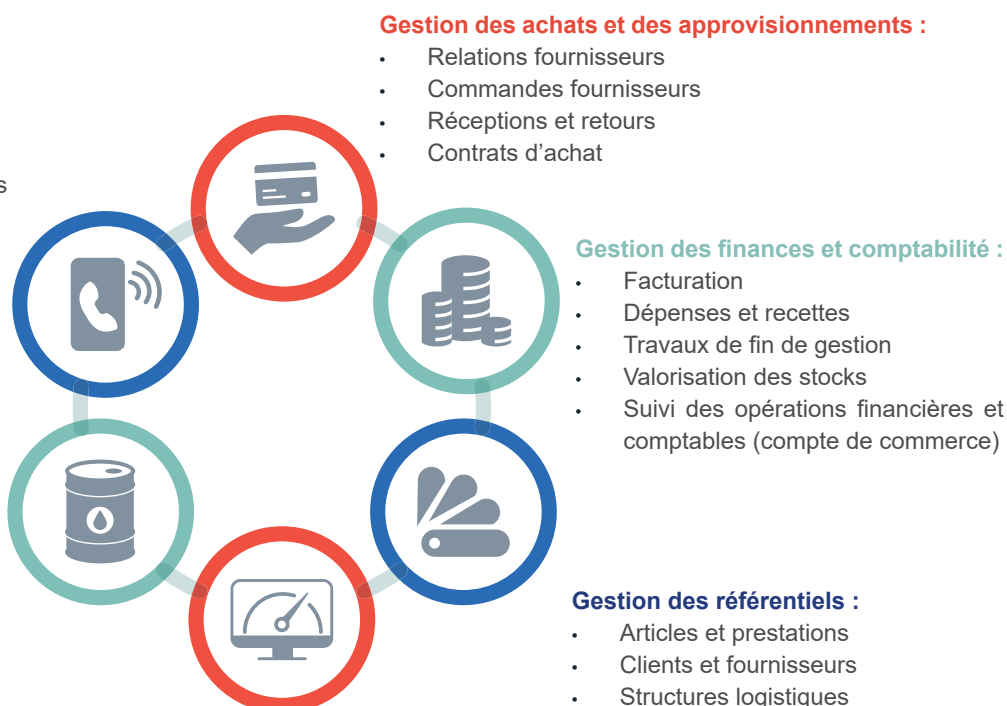 Gestion des achats et des approvisionnements :
• Relations fournisseurs
• Commandes fournisseurs
• Réceptions et retours
• Contrats d'achat
s
Gestion des finances et comptabilité :
• Facturation
• Dépenses et recettes
• Travaux de fin de gestion
• Valorisation des stocks
• Suivi des opérations financières et
comptables (compte de commerce)
Gestion des référentiels :
• Articles et prestations
• Clients et fournisseurs
• Structures logistiques